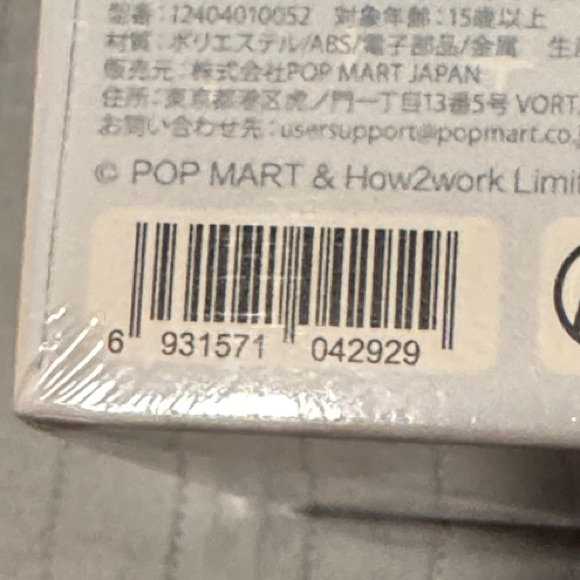 型番：12404010052　対象年齢：15歳以上
材質：ポリエステル/ABS/電子部品/金属　生
販売元：株式会社POP MART JAPAN
住所：東京都港区虎ノ門一丁目13番5号 VORT
お問い合わせ先：usersupport@popmart.co.
© POP MART & How2work Limit
6 931571 042929